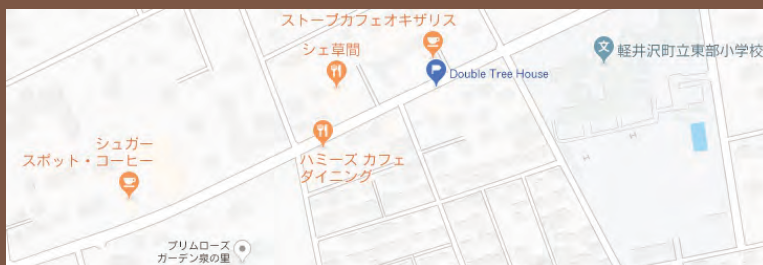 ストーブカフェオキザリス
シェ草間
軽井沢町立東部小学校
Double Tree House
シュガー
スポット・コーヒー
ハミーズ カフェ
ダイニング
プリムローズ
ガーデン泉の里